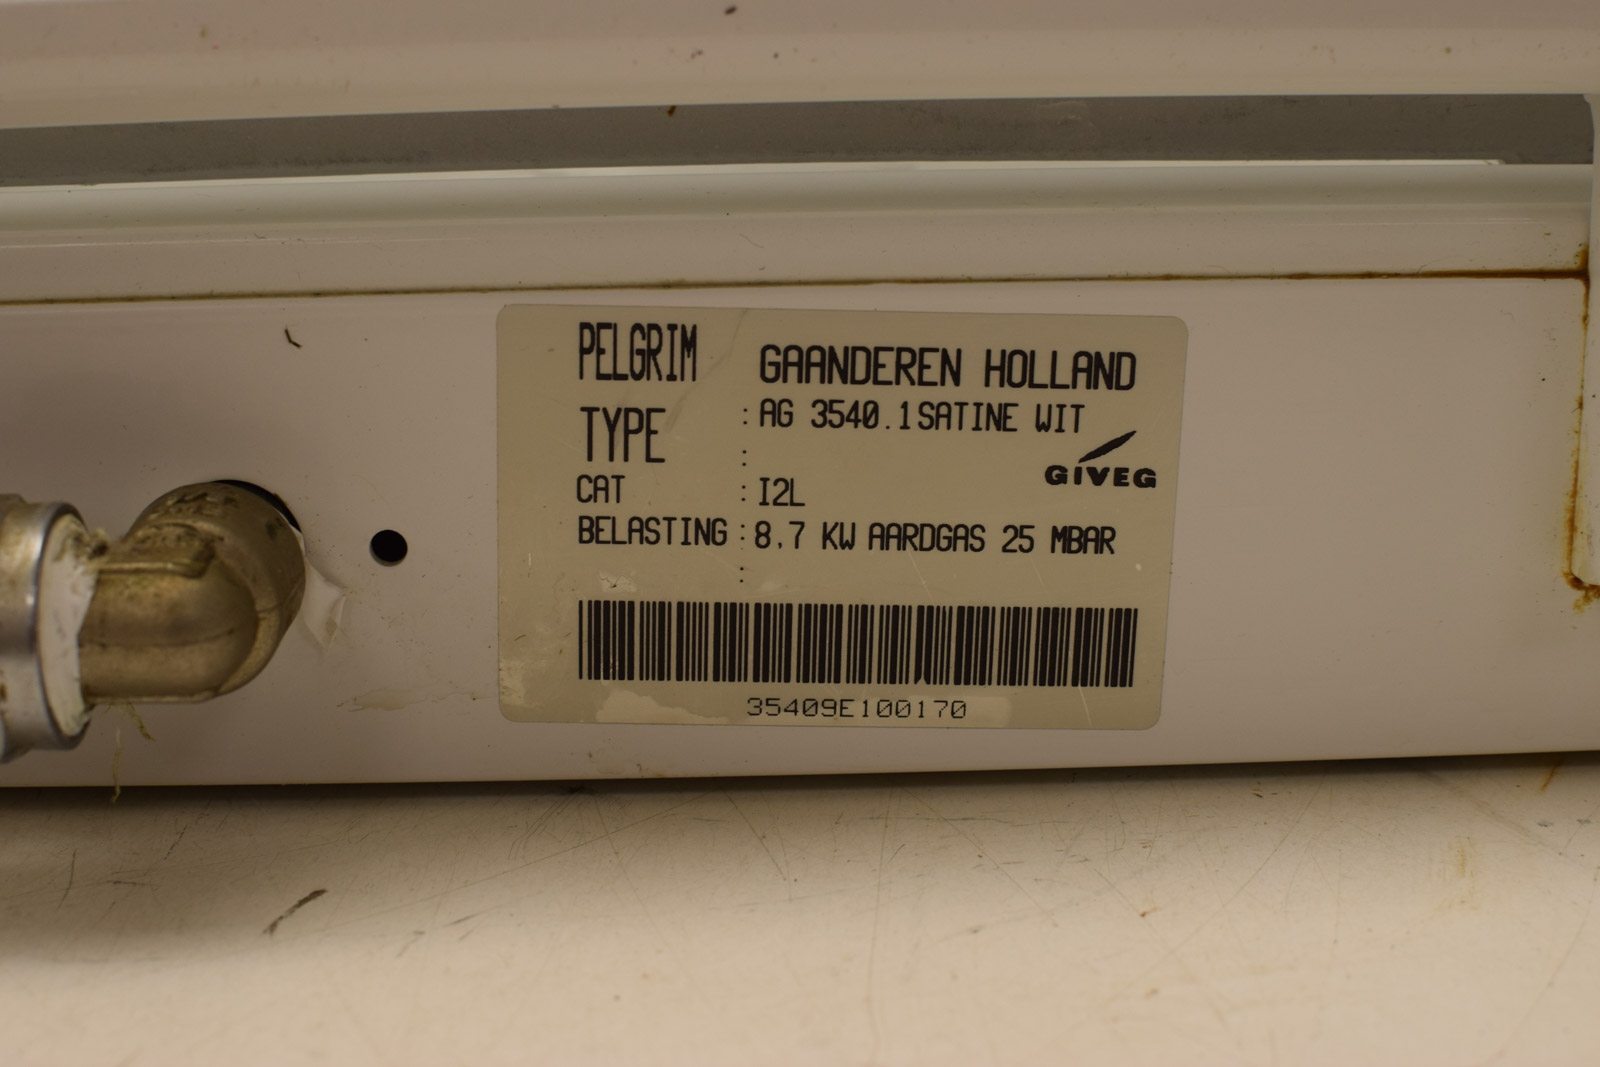 PELGRIM GAANDEREN HOLLAND
TYPE : AG 3540.1SATINE WIT
:
GIVEG
CAT : I2L
BELASTING : 8,7 KW AARDGAS 25 MBAR
:
35409E100170